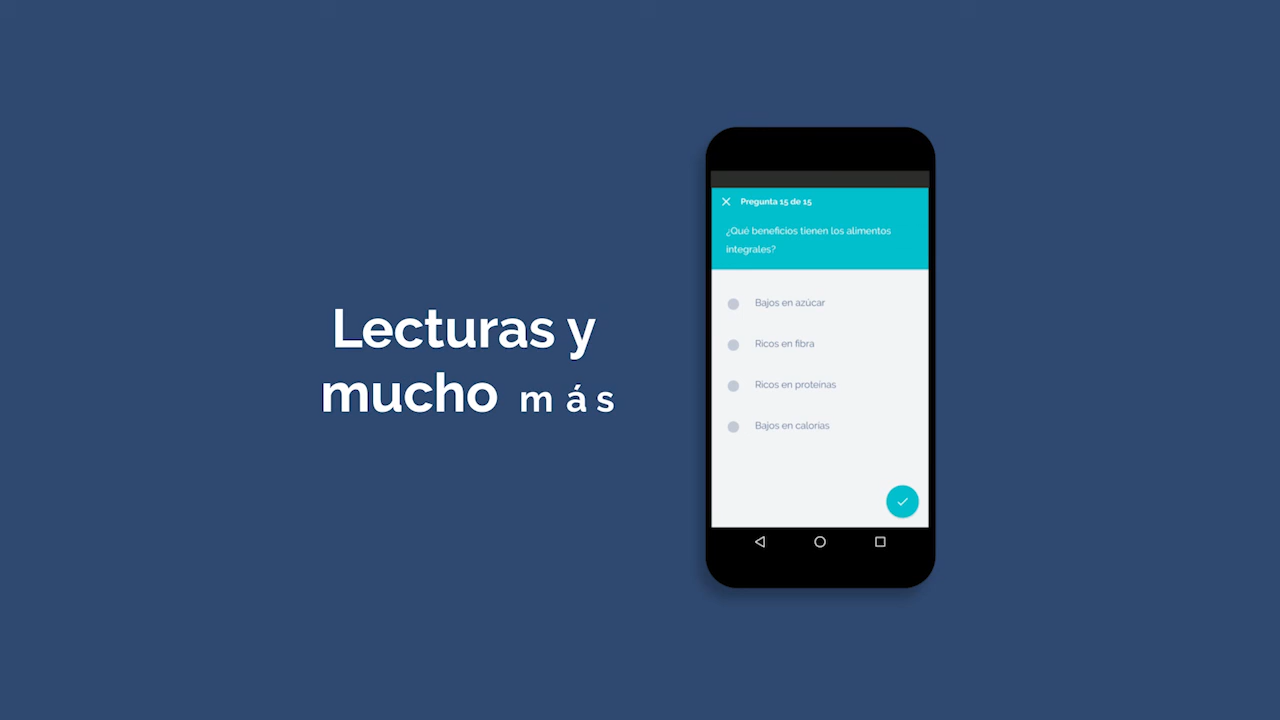 Lecturas y
mucho más
Pregunta 15 de 15
¿Qué beneficios tienen los alimentos
integrales?
Bajos en azúcar
Ricos en fibra
Ricos en proteínas
Bajos en calorías